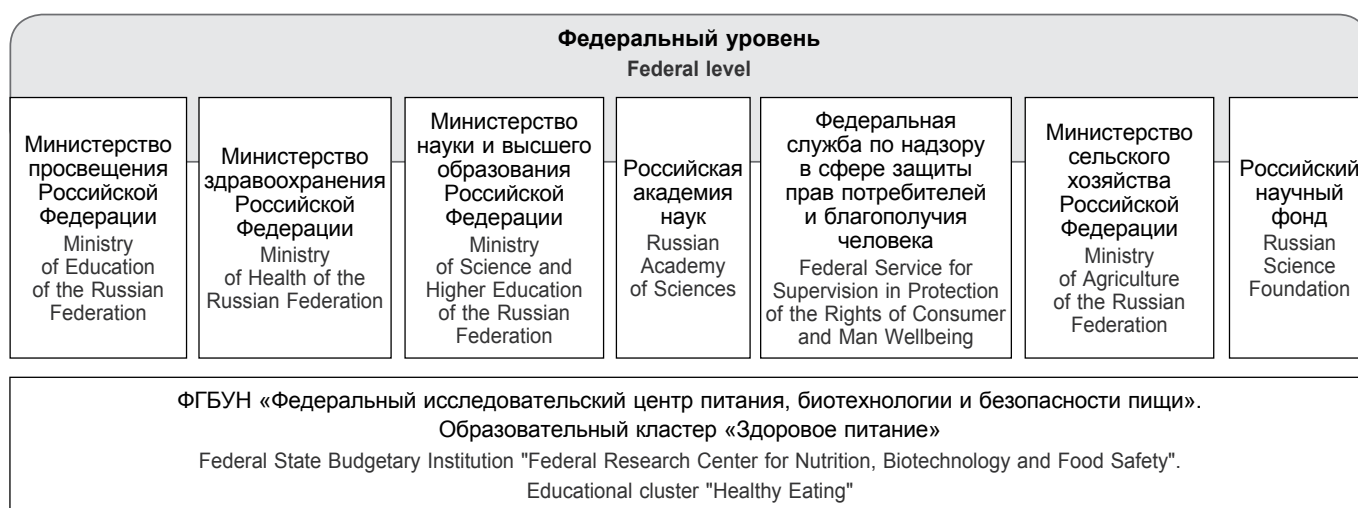 Федеральный уровень
Federal level
Министерство
просвещения
Российской
Федерации
Ministry
of Education
of the Russian
Federation
Министерство
здравоохранения
Российской
Федерации
Ministry
of Health of the
Russian Federation
Министерство
науки и высшего
образования
Российской
Федерации
Ministry
of Science and
Higher Education
of the Russian
Federation
Российская
академия
наук
Russian
Academy
of Sciences
Федеральная
служба по надзору
в сфере защиты
прав потребителей
и благополучия
человека
Federal Service for
Supervision in Protection
of the Rights of Consumer
and Man Wellbeing
Министерство
сельского
хозяйства
Российской
Федерации
Ministry
of Agriculture
of the Russian
Federation
Российский
научный
фонд
Russian
Science
Foundation
ФГБУН «Федеральный исследовательский центр питания, биотехнологии и безопасности пищи».
Образовательный кластер «Здоровое питание»
Federal State Budgetary Institution "Federal Research Center for Nutrition, Biotechnology and Food Safety".
Educational cluster "Healthy Eating"